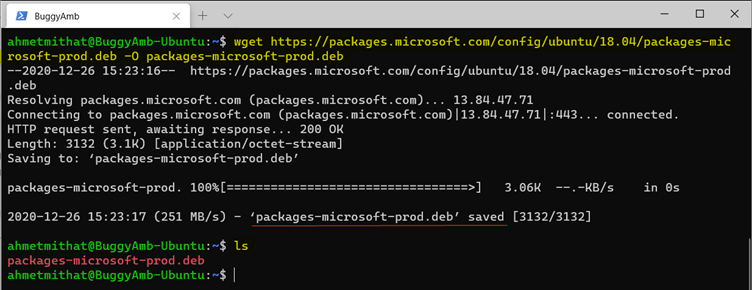 BuggyAmb
ahmetmithat@BuggyAmb-Ubuntu:~$ wget https://packages.microsoft.com/config/ubuntu/18.04/packages-mic
rosoft-prod.deb -O packages-microsoft-prod.deb
--2020-12-26 15:23:16--  https://packages.microsoft.com/config/ubuntu/18.04/packages-microsoft-prod
.deb
Resolving packages.microsoft.com (packages.microsoft.com)... 13.84.47.71
Connecting to packages.microsoft.com (packages.microsoft.com)|13.84.47.71|:443... connected.
HTTP request sent, awaiting response... 200 OK
Length: 3132 (3.1K) [application/octet-stream]
Saving to: ‘packages-microsoft-prod.deb’
packages-microsoft-prod. 100%[=================================>]   3.06K  --.-KB/s    in 0s
2020-12-26 15:23:17 (251 MB/s) - ‘packages-microsoft-prod.deb’ saved [3132/3132]
ahmetmithat@BuggyAmb-Ubuntu:~$ ls
packages-microsoft-prod.deb
ahmetmithat@BuggyAmb-Ubuntu:~$